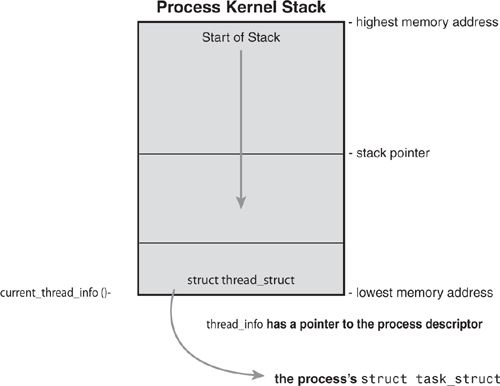 Process Kernel Stack
- highest memory address
Start of Stack
- stack pointer
struct thread_struct
current_thread_info ()-
- lowest memory address
thread_info has a pointer to the process descriptor
the process's struct task_struct